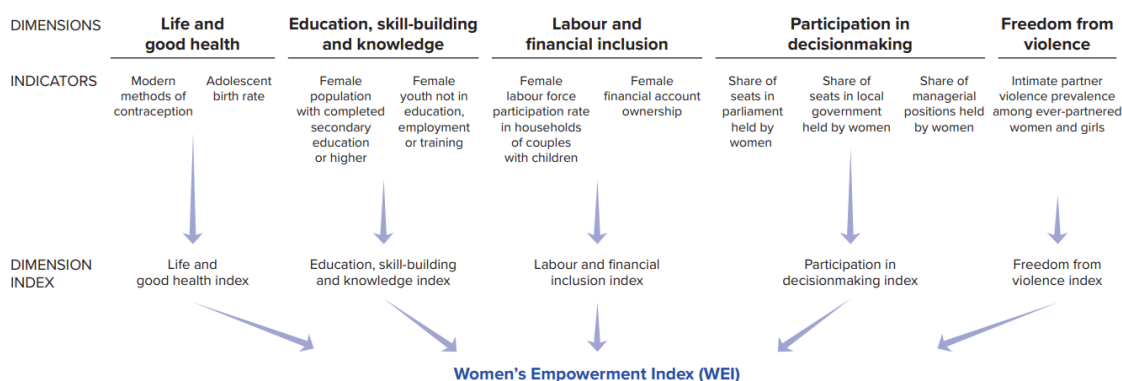 DIMENSIONS
Life and
good health
Education, skill-building
and knowledge
Labour and
financial inclusion
Participation in
decisionmaking
Freedom from
violence
INDICATORS
Modern
methods of
contraception
Adolescent
birth rate
Female
population
with completed
secondary
education
or higher
Female
youth not in
education,
employment
or training
Female
labour force
participation rate
in households
of couples
with children
Female
financial account
ownership
Share of
seats in
parliament
held by
women
Share of
seats in local
government
held by women
Share of
managerial
positions held
by women
Intimate partner
violence prevalence
among ever-partnered
women and girls
DIMENSION
INDEX
Life and
good health index
Education, skill-building
and knowledge index
Labour and financial
inclusion index
Participation in
decisionmaking index
Freedom from
violence index
Women's Empowerment Index (WEI)